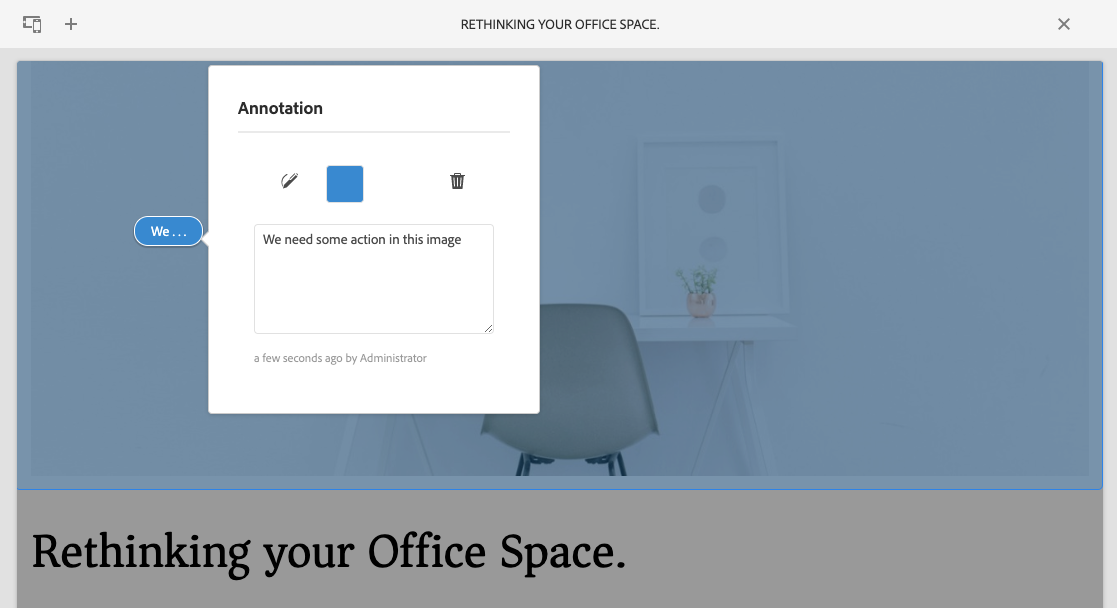 RETHINKING YOUR OFFICE SPACE.
Annotation
We . . .
We need some action in this image
a few seconds ago by Administrator
Rethinking your Office Space.